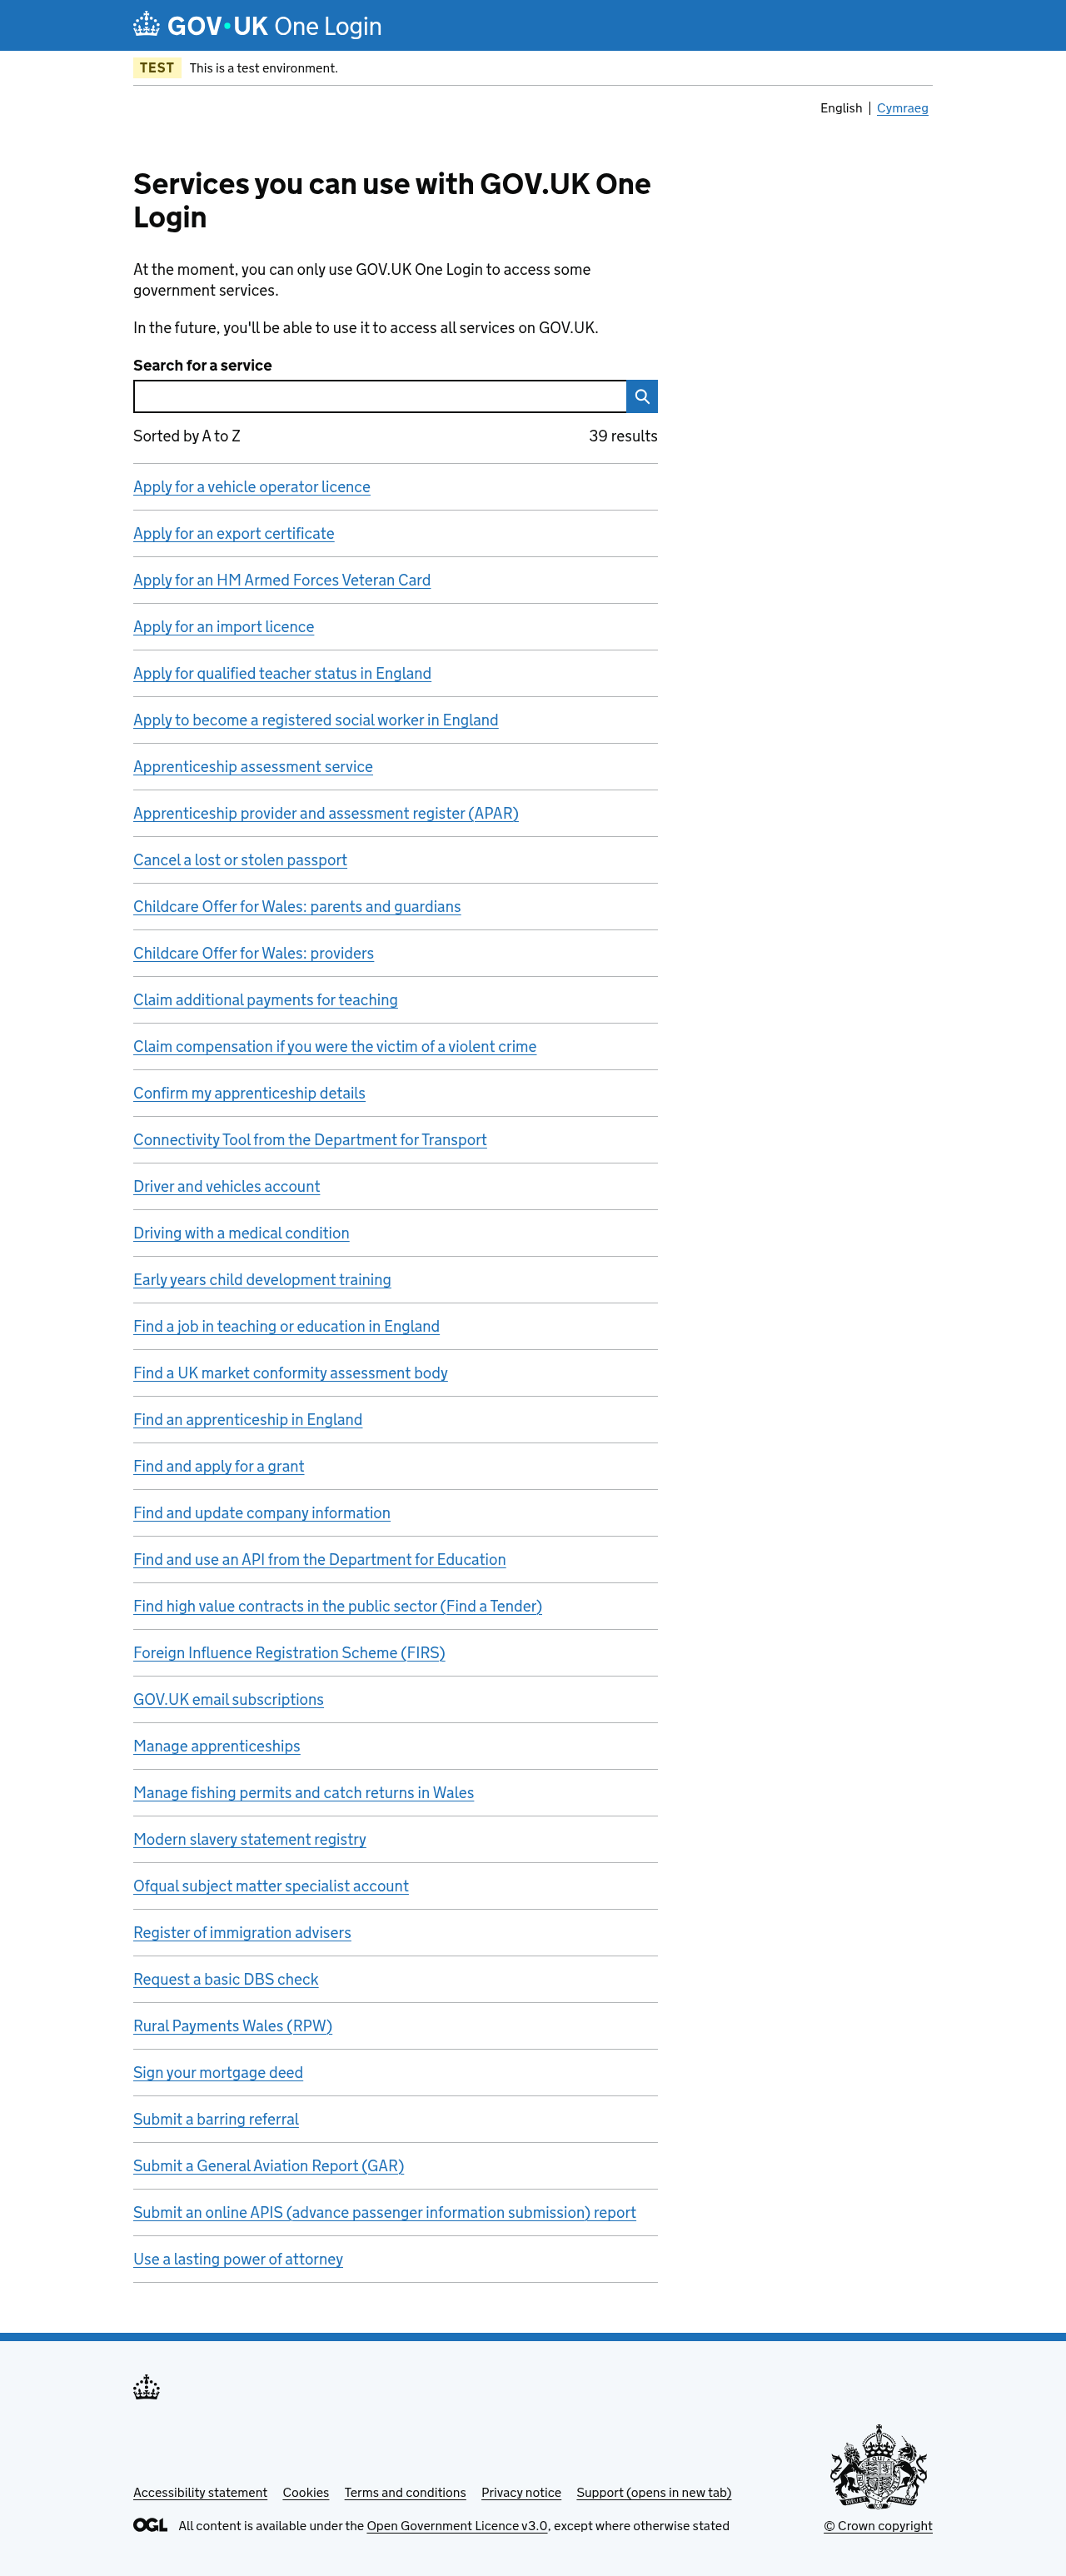 GOV.UK One Login
TEST This is a test environment.
English | Cymraeg
Services you can use with GOV.UK One
Login
At the moment, you can only use GOV.UK One Login to access some
government services.
In the future, you'll be able to use it to access all services on GOV.UK.
Search for a service
Sorted by A to Z 39 results
Apply for a vehicle operator licence
Apply for an export certificate
Apply for an HM Armed Forces Veteran Card
Apply for an import licence
Apply for qualified teacher status in England
Apply to become a registered social worker in England
Apprenticeship assessment service
Apprenticeship provider and assessment register (APAR)
Cancel a lost or stolen passport
Childcare Offer for Wales: parents and guardians
Childcare Offer for Wales: providers
Claim additional payments for teaching
Claim compensation if you were the victim of a violent crime
Confirm my apprenticeship details
Connectivity Tool from the Department for Transport
Driver and vehicles account
Driving with a medical condition
Early years child development training
Find a job in teaching or education in England
Find a UK market conformity assessment body
Find an apprenticeship in England
Find and apply for a grant
Find and update company information
Find and use an API from the Department for Education
Find high value contracts in the public sector (Find a Tender)
Foreign Influence Registration Scheme (FIRS)
GOV.UK email subscriptions
Manage apprenticeships
Manage fishing permits and catch returns in Wales
Modern slavery statement registry
Ofqual subject matter specialist account
Register of immigration advisers
Request a basic DBS check
Rural Payments Wales (RPW)
Sign your mortgage deed
Submit a barring referral
Submit a General Aviation Report (GAR)
Submit an online APIS (advance passenger information submission) report
Use a lasting power of attorney
Accessibility statement Cookies Terms and conditions Privacy notice Support (opens in new tab)
OGL All content is available under the Open Government Licence v3.0, except where otherwise stated
© Crown copyright